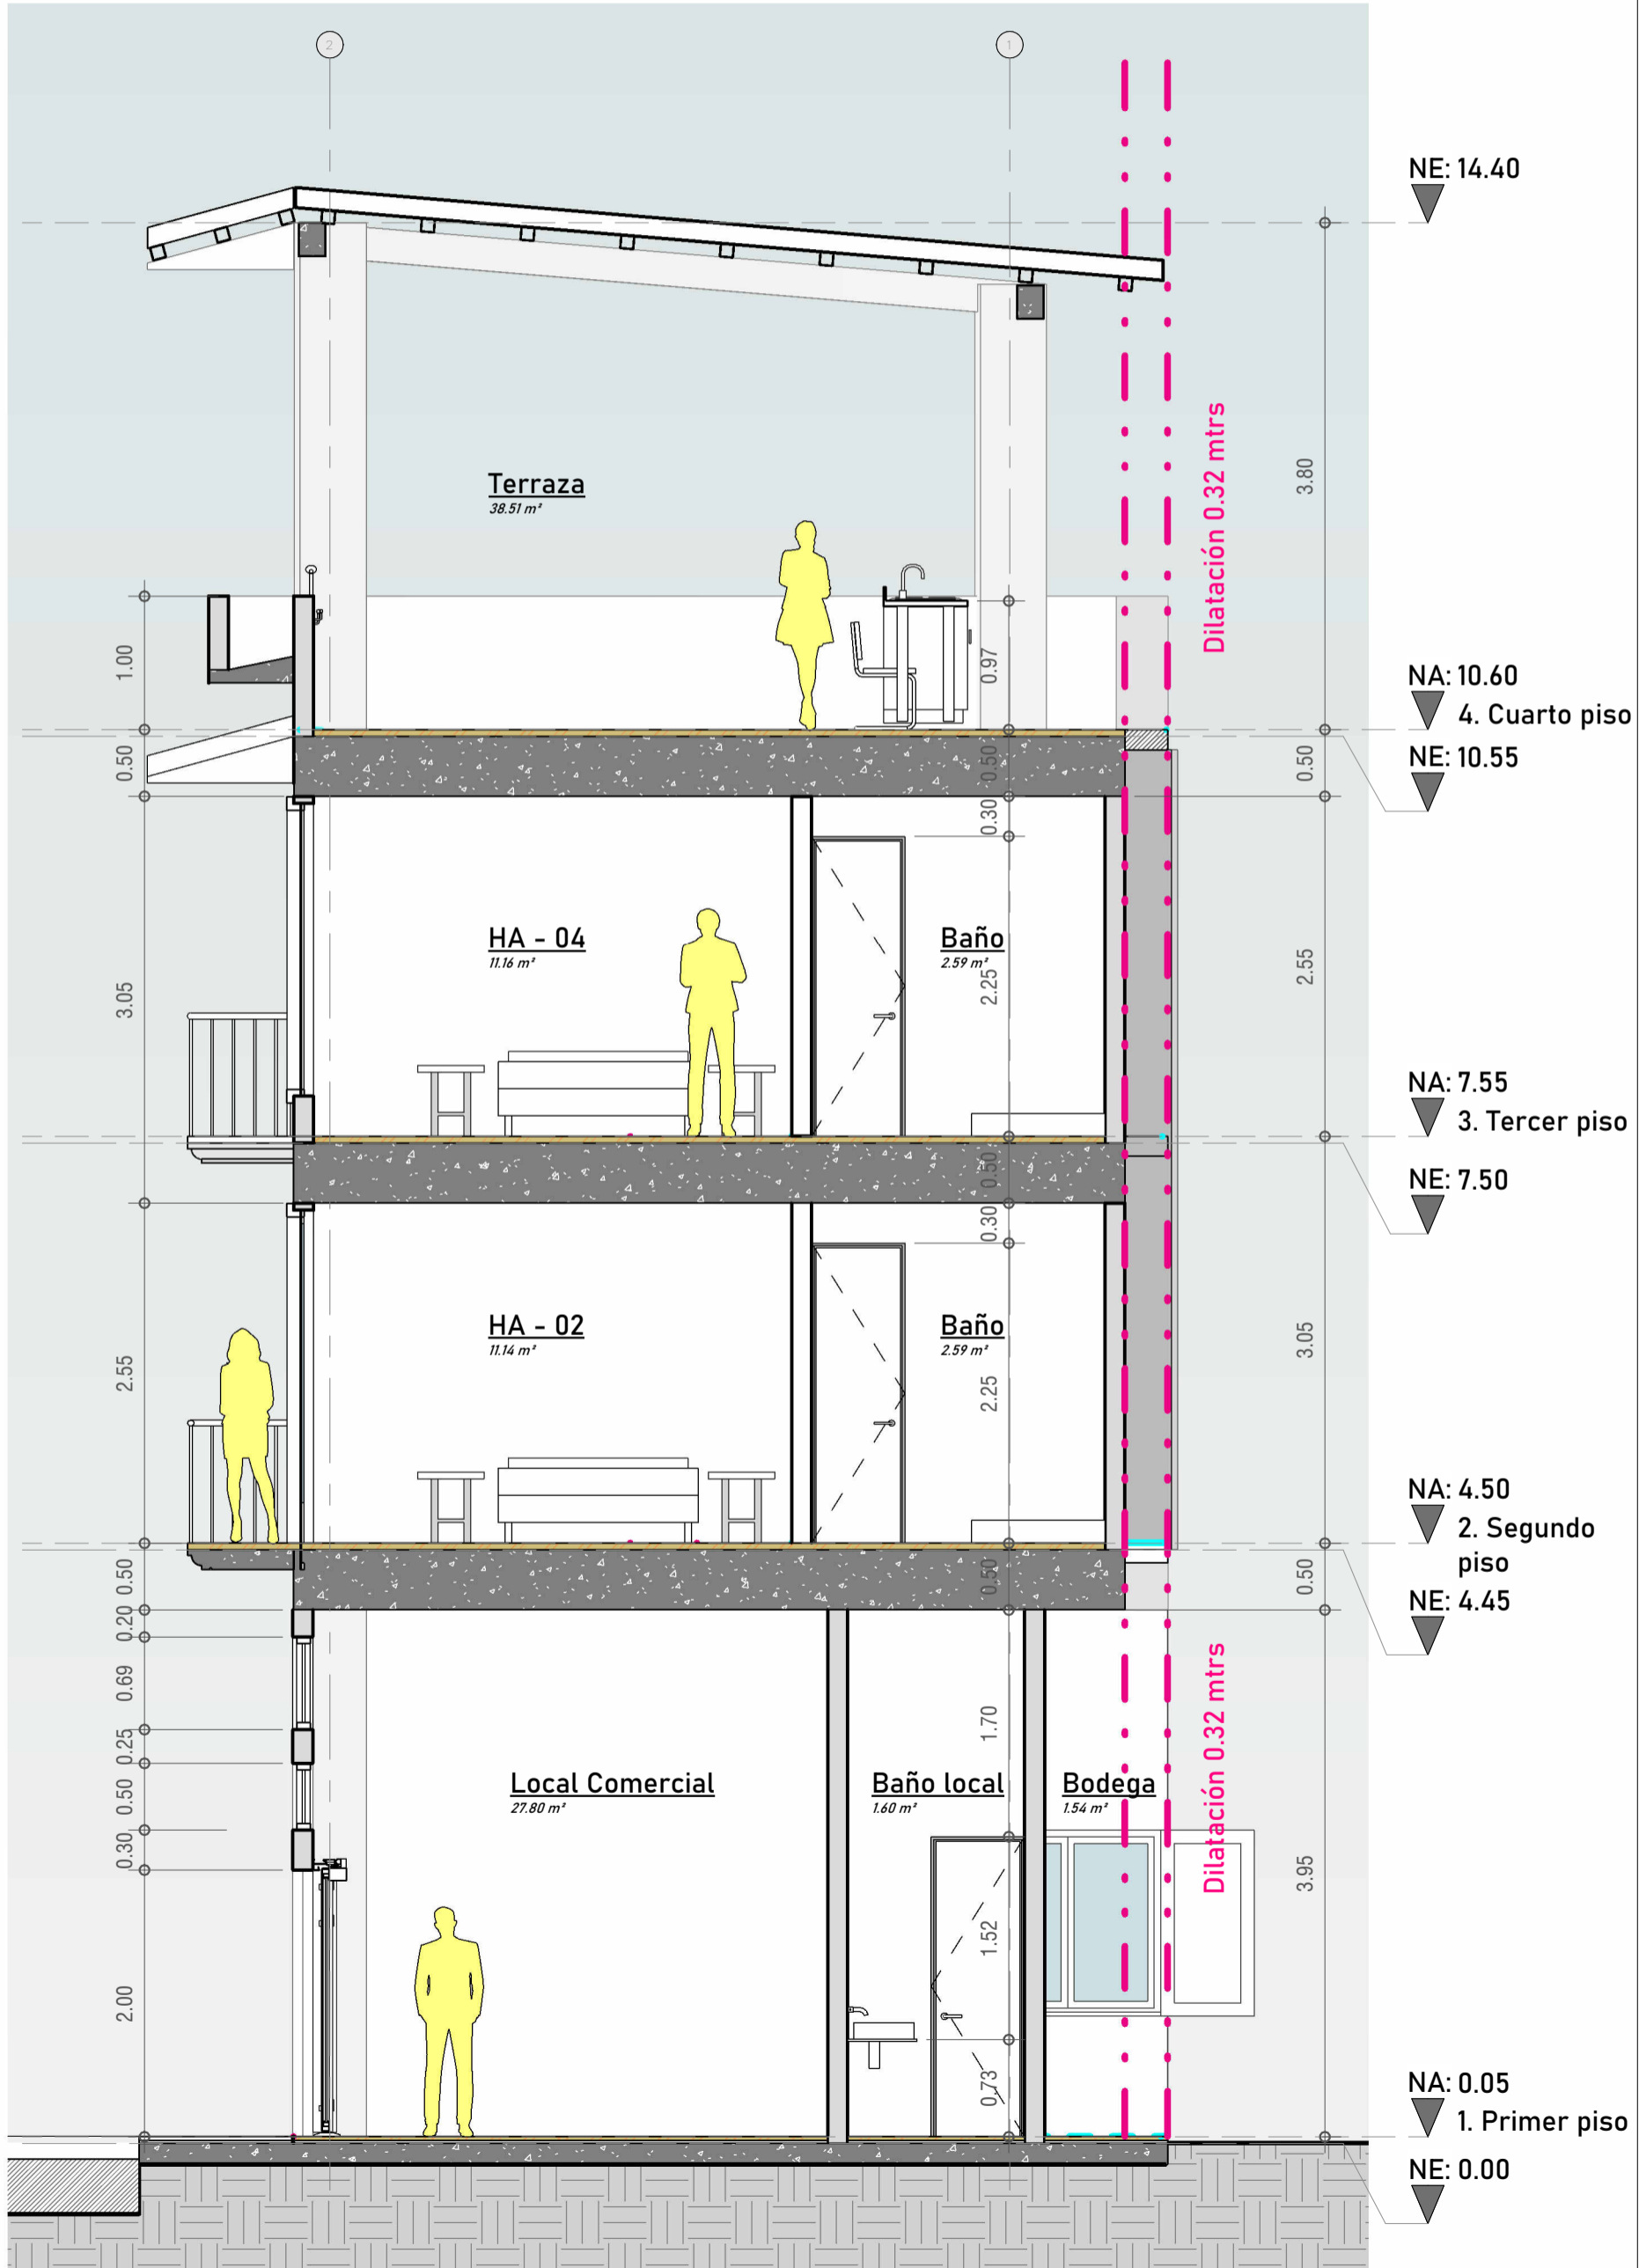 2
1
NE: 14.40
3.80
Dilatación 0.32 mtrs
Terraza
38.51 m²
1.00
0.97
NA: 10.60
4. Cuarto piso
0.50
0.50
0.50
NE: 10.55
0.30
HA - 04
11.16 m²
Baño
2.59 m²
3.05
2.25
2.55
NA: 7.55
3. Tercer piso
0.50
NE: 7.50
0.30
HA - 02
11.14 m²
Baño
2.59 m²
2.55
2.25
3.05
NA: 4.50
2. Segundo
piso
0.50
0.50
0.50
NE: 4.45
0.20
0.69
0.25
0.50
0.30
2.00
1.70
Dilatación 0.32 mtrs
Local Comercial
27.80 m²
Baño local
1.60 m²
Bodega
1.54 m²
1.52
0.73
3.95
NA: 0.05
1. Primer piso
NE: 0.00